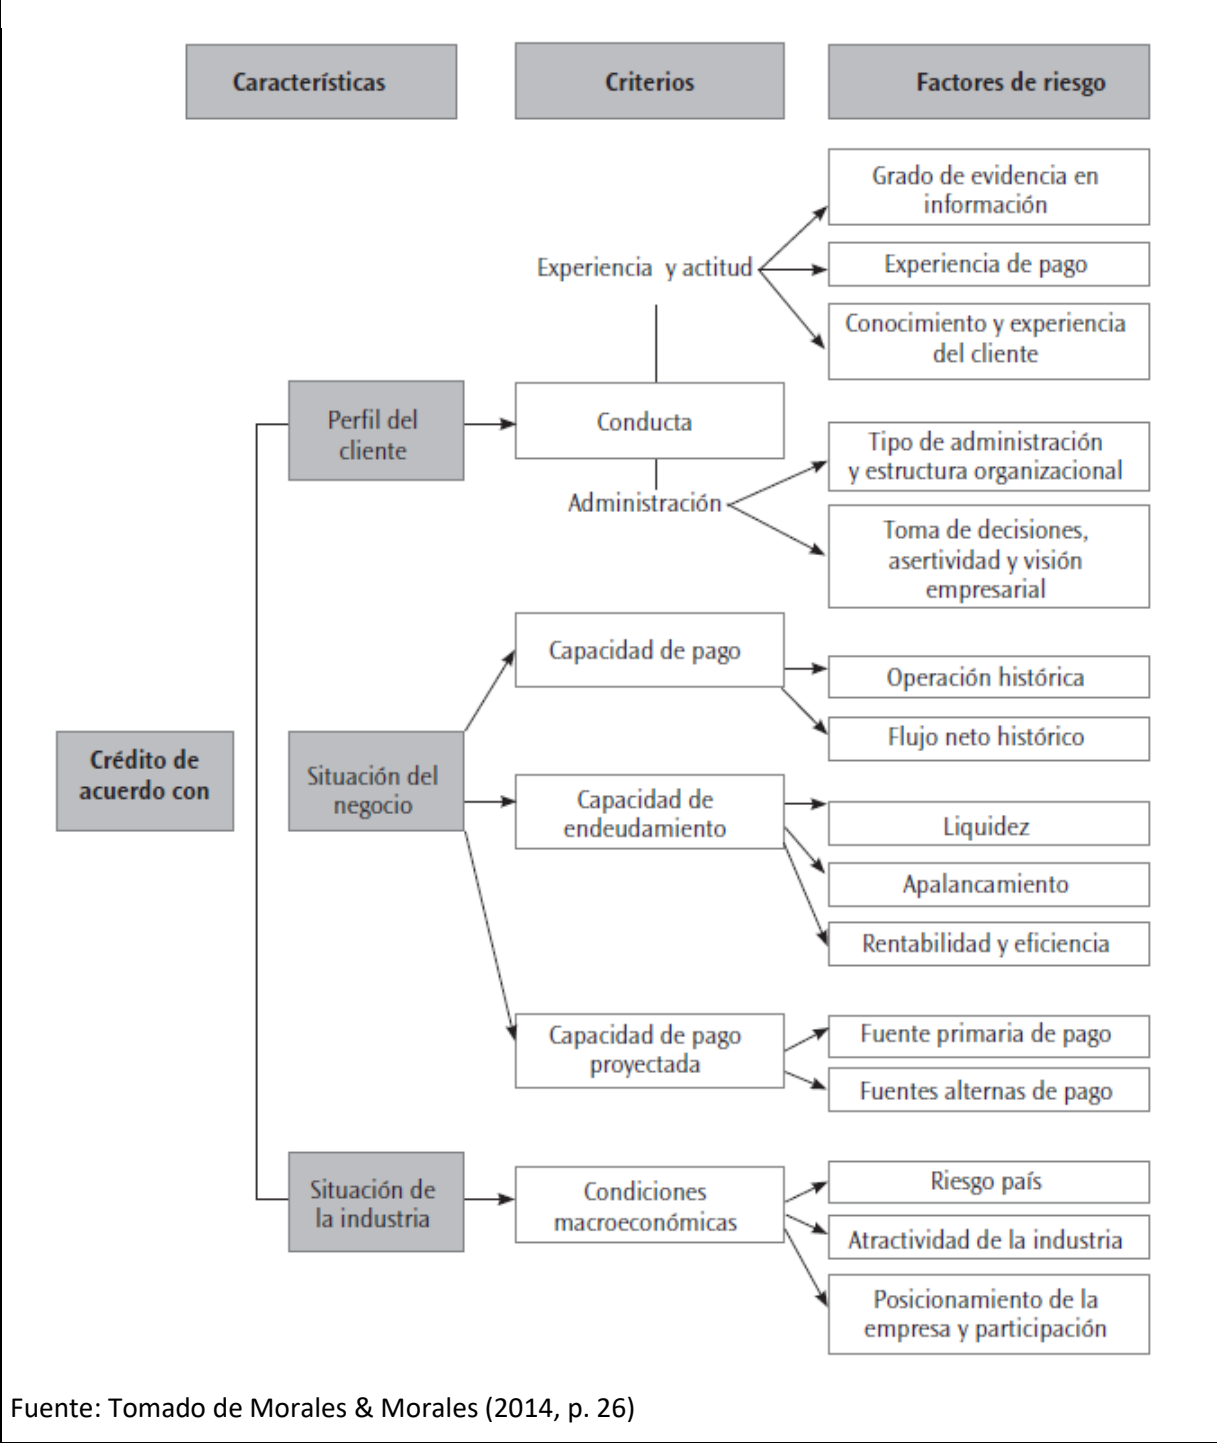 Características
Criterios
Factores de riesgo
Grado de evidencia en
información
Experiencia y actitud
Experiencia de pago
Conocimiento y experiencia
del cliente
Perfil del
cliente
Conducta
Tipo de administración
y estructura organizacional
Administración
Toma de decisiones,
asertividad y visión
empresarial
Capacidad de pago
Operación histórica
Flujo neto histórico
Crédito de
acuerdo con
Situación del
negocio
Capacidad de
endeudamiento
Liquidez
Apalancamiento
Rentabilidad y eficiencia
Capacidad de pago
proyectada
Fuente primaria de pago
Fuentes alternas de pago
Situación de
la industria
Condiciones
macroeconómicas
Riesgo país
Atractividad de la industria
Posicionamiento de la
empresa y participación
Fuente: Tomado de Morales & Morales (2014, p. 26)